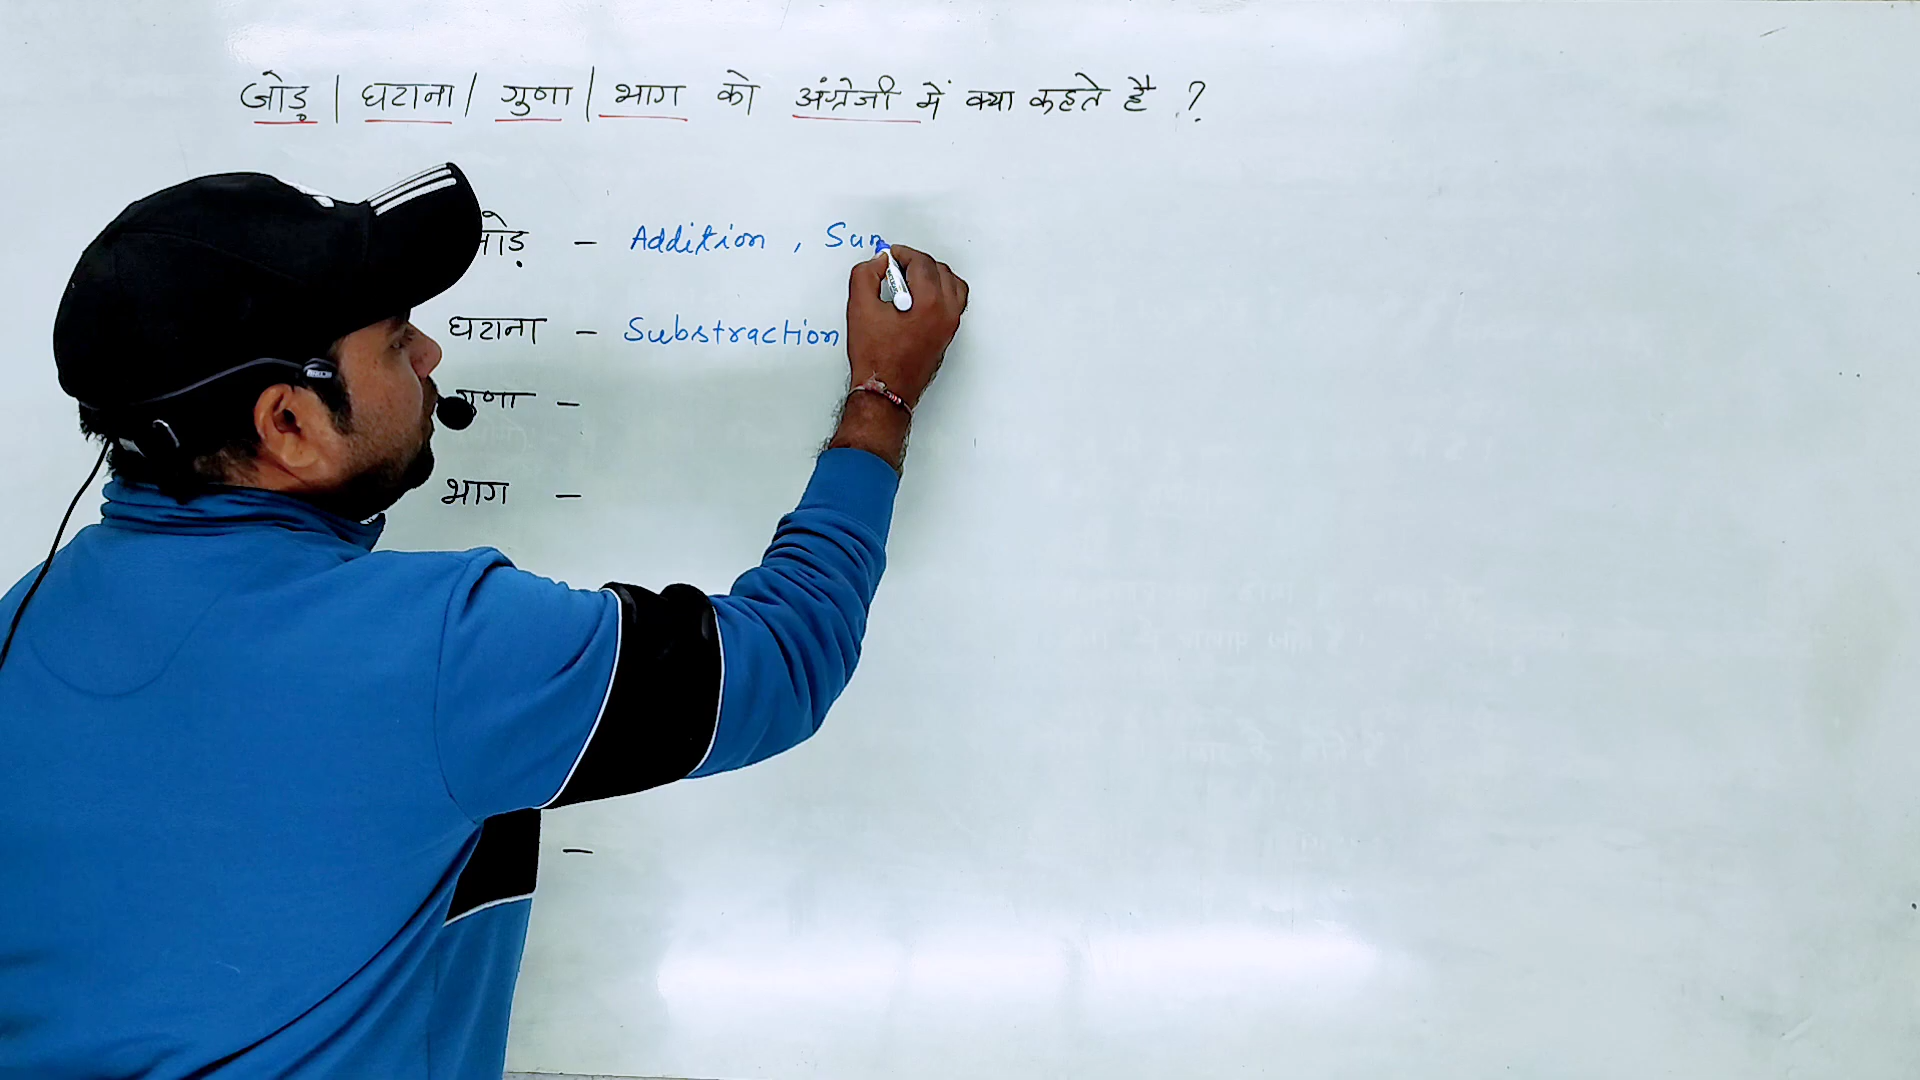 जोड़ | घटाना | गुणा | भाग को अंग्रेजी में क्या कहते है ?
जोड़ - Addition , Sum
घटाना - Substraction
गुणा -
भाग -
-